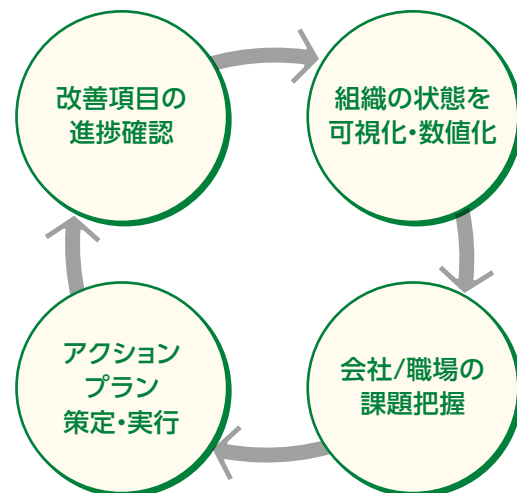 改善項目の
進捗確認
組織の状態を
可視化・数値化
アクション
プラン
策定・実行
会社/職場の
課題把握